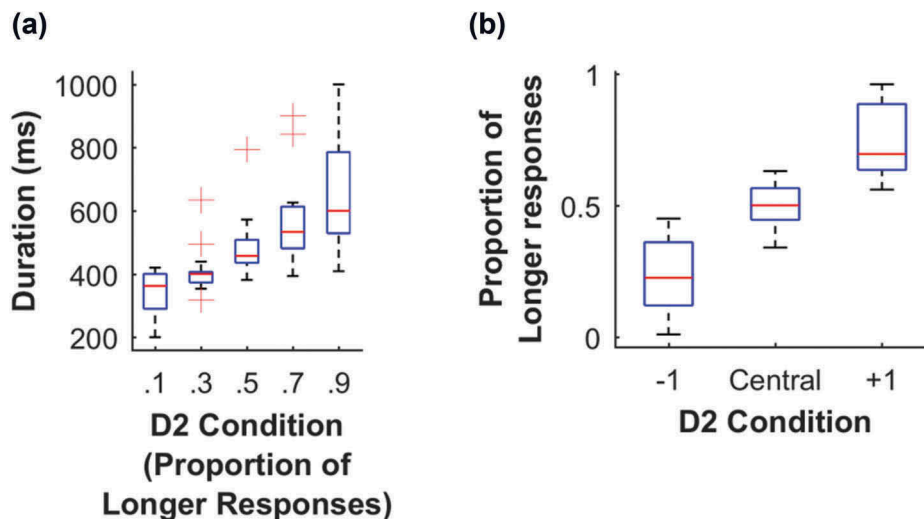 (a)
Duration (ms)
1000
800
600
400
200
.1 .3 .5 .7 .9
D2 Condition
(Proportion of
Longer Responses)
(b)
Proportion of
Longer responses
1
0.5
0
-1 Central +1
D2 Condition